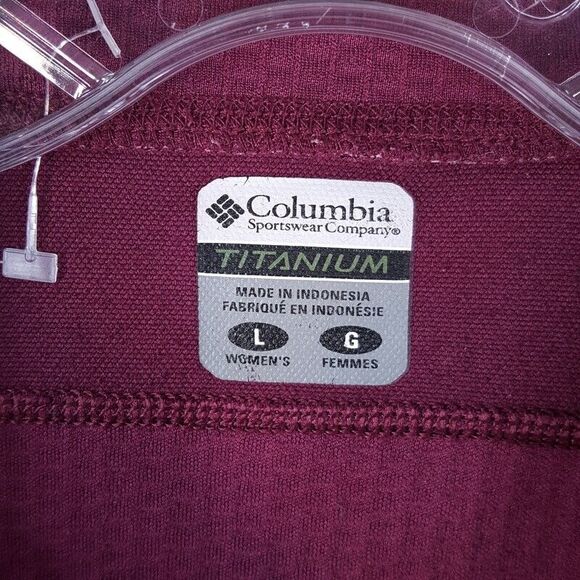 Columbia
Sportswear Company®
TITANIUM
MADE IN INDONESIA
FABRIQUÉ EN INDONÉSIE
L G
WOMEN'S FEMMES